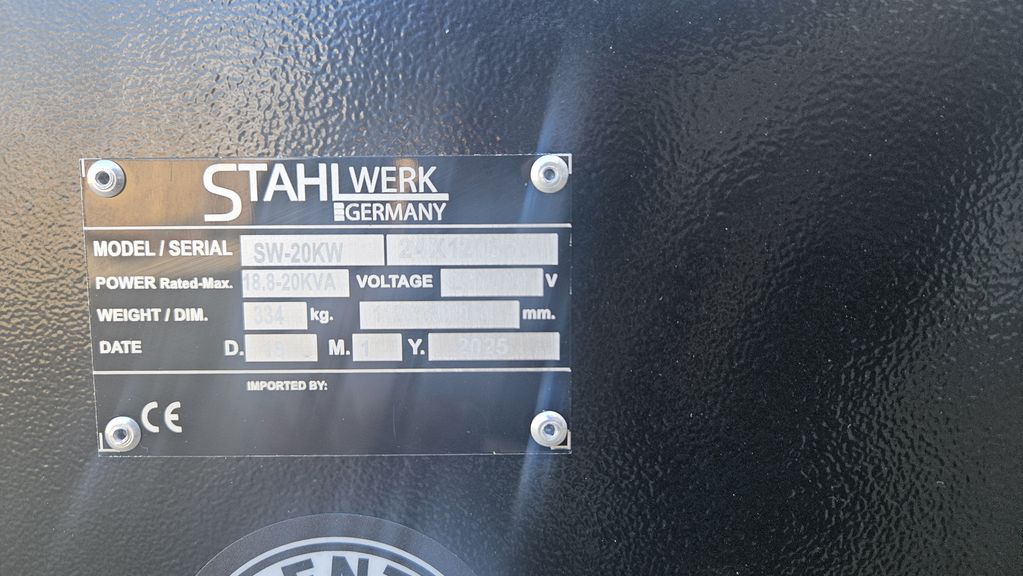 STAHLWERK
GERMANY
MODEL / SERIAL SW-20KW
POWER Rated-Max. 18.8-20KVA VOLTAGE V
WEIGHT / DIM. 334 kg. mm.
DATE D. M. 1 Y. 2025
IMPORTED BY:
CE